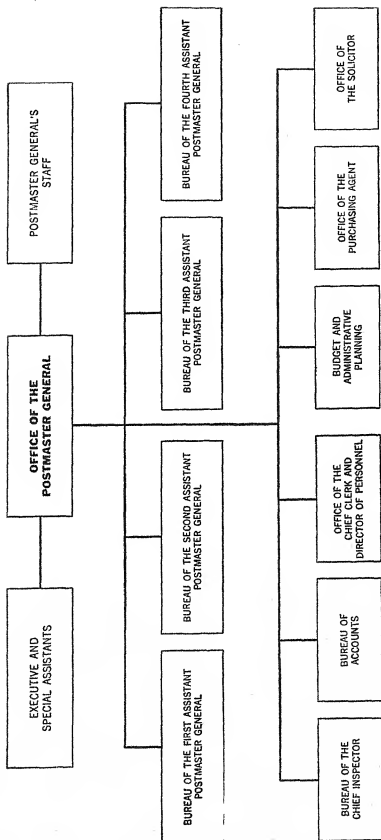 EXECUTIVE AND
SPECIAL ASSISTANTS
OFFICE OF THE
POSTMASTER GENERAL
POSTMASTER GENERAL'S
STAFF
BUREAU OF THE FIRST ASSISTANT
POSTMASTER GENERAL
BUREAU OF THE SECOND ASSISTANT
POSTMASTER GENERAL
BUREAU OF THE THIRD ASSISTANT
POSTMASTER GENERAL
BUREAU OF THE FOURTH ASSISTANT
POSTMASTER GENERAL
BUREAU OF THE
CHIEF INSPECTOR
BUREAU OF
ACCOUNTS
OFFICE OF THE
CHIEF CLERK AND
DIRECTOR OF PERSONNEL
BUDGET AND
ADMINISTRATIVE
PLANNING
OFFICE OF THE
PURCHASING AGENT
OFFICE OF
THE SOLICITOR